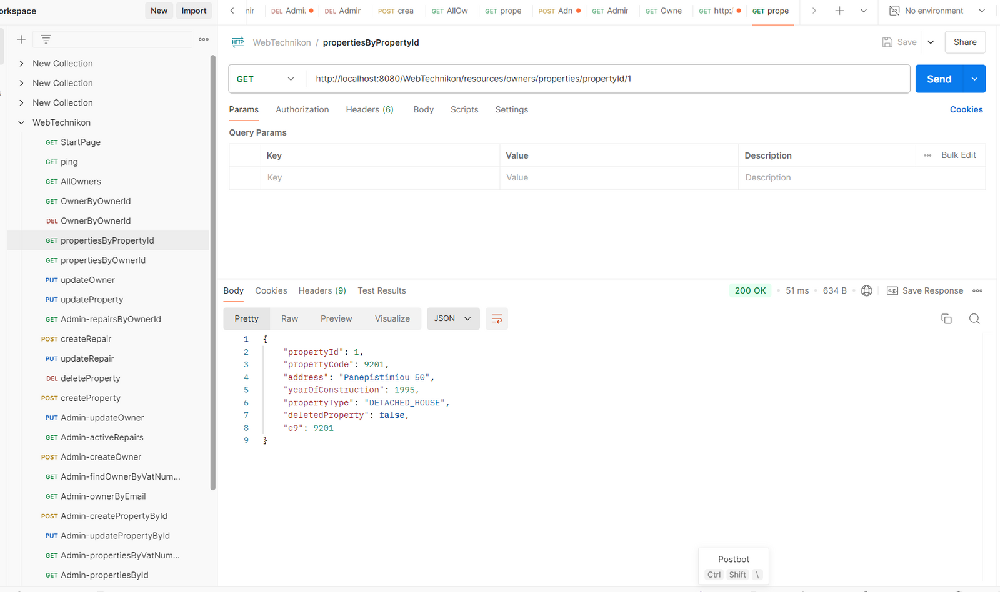 orkspace
New
Import
DEL Admi
DEL Admir
POST crea
GET AllOw
GET prope
POST Adm
GET Admir
GET Owne
GET http:/
GET prope
No environment
HTTP WebTechnikon / propertiesByPropertyId
Save
Share
New Collection
New Collection
New Collection
WebTechnikon
GET StartPage
GET ping
GET AllOwners
GET OwnerByOwnerId
DEL OwnerByOwnerId
GET propertiesByPropertyId
GET propertiesByOwnerId
PUT updateOwner
PUT updateProperty
GET Admin-repairsByOwnerId
POST createRepair
PUT updateRepair
DEL deleteProperty
POST createProperty
PUT Admin-updateOwner
GET Admin-activeRepairs
POST Admin-createOwner
GET Admin-findOwnerByVatNum...
GET Admin-ownerByEmail
POST Admin-createPropertyById
PUT Admin-updatePropertyById
GET Admin-propertiesByVatNum...
GET Admin-propertiesById
GET
http://localhost:8080/WebTechnikon/resources/owners/properties/propertyId/1
Send
Params Authorization Headers (6) Body Scripts Settings Cookies
Query Params
Key Value Description Bulk Edit
Key Value Description
Body Cookies Headers (9) Test Results
200 OK 51 ms 634 B e.g. Save Response
Pretty Raw Preview Visualize JSON
1 {
2 "propertyId": 1,
3 "propertyCode": 9201,
4 "address": "Panepistimiou 50",
5 "yearOfConstruction": 1995,
6 "propertyType": "DETACHED_HOUSE",
7 "deletedProperty": false,
8 "e9": 9201
9 }
Postbot
Ctrl Shift \